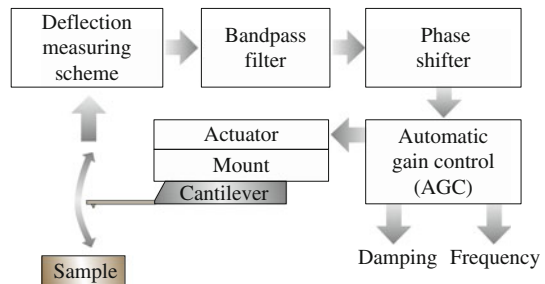 Deflection
measuring
scheme
Bandpass
filter
Phase
shifter
Actuator
Mount
Cantilever
Automatic
gain control
(AGC)
Damping
Frequency
Sample